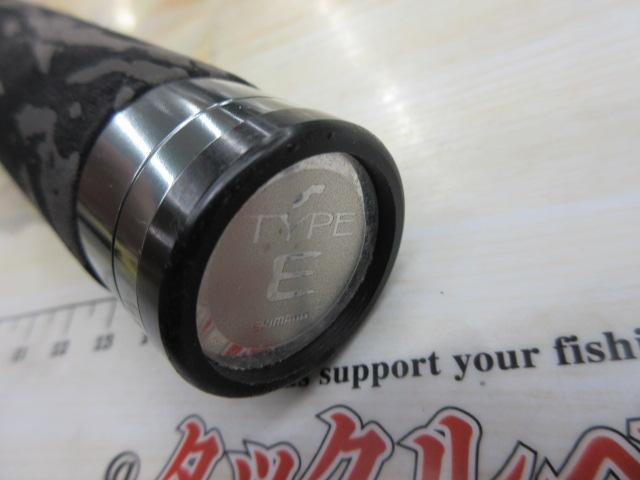 TYPE
E
SHIMANO
support your fishi
タックルベ